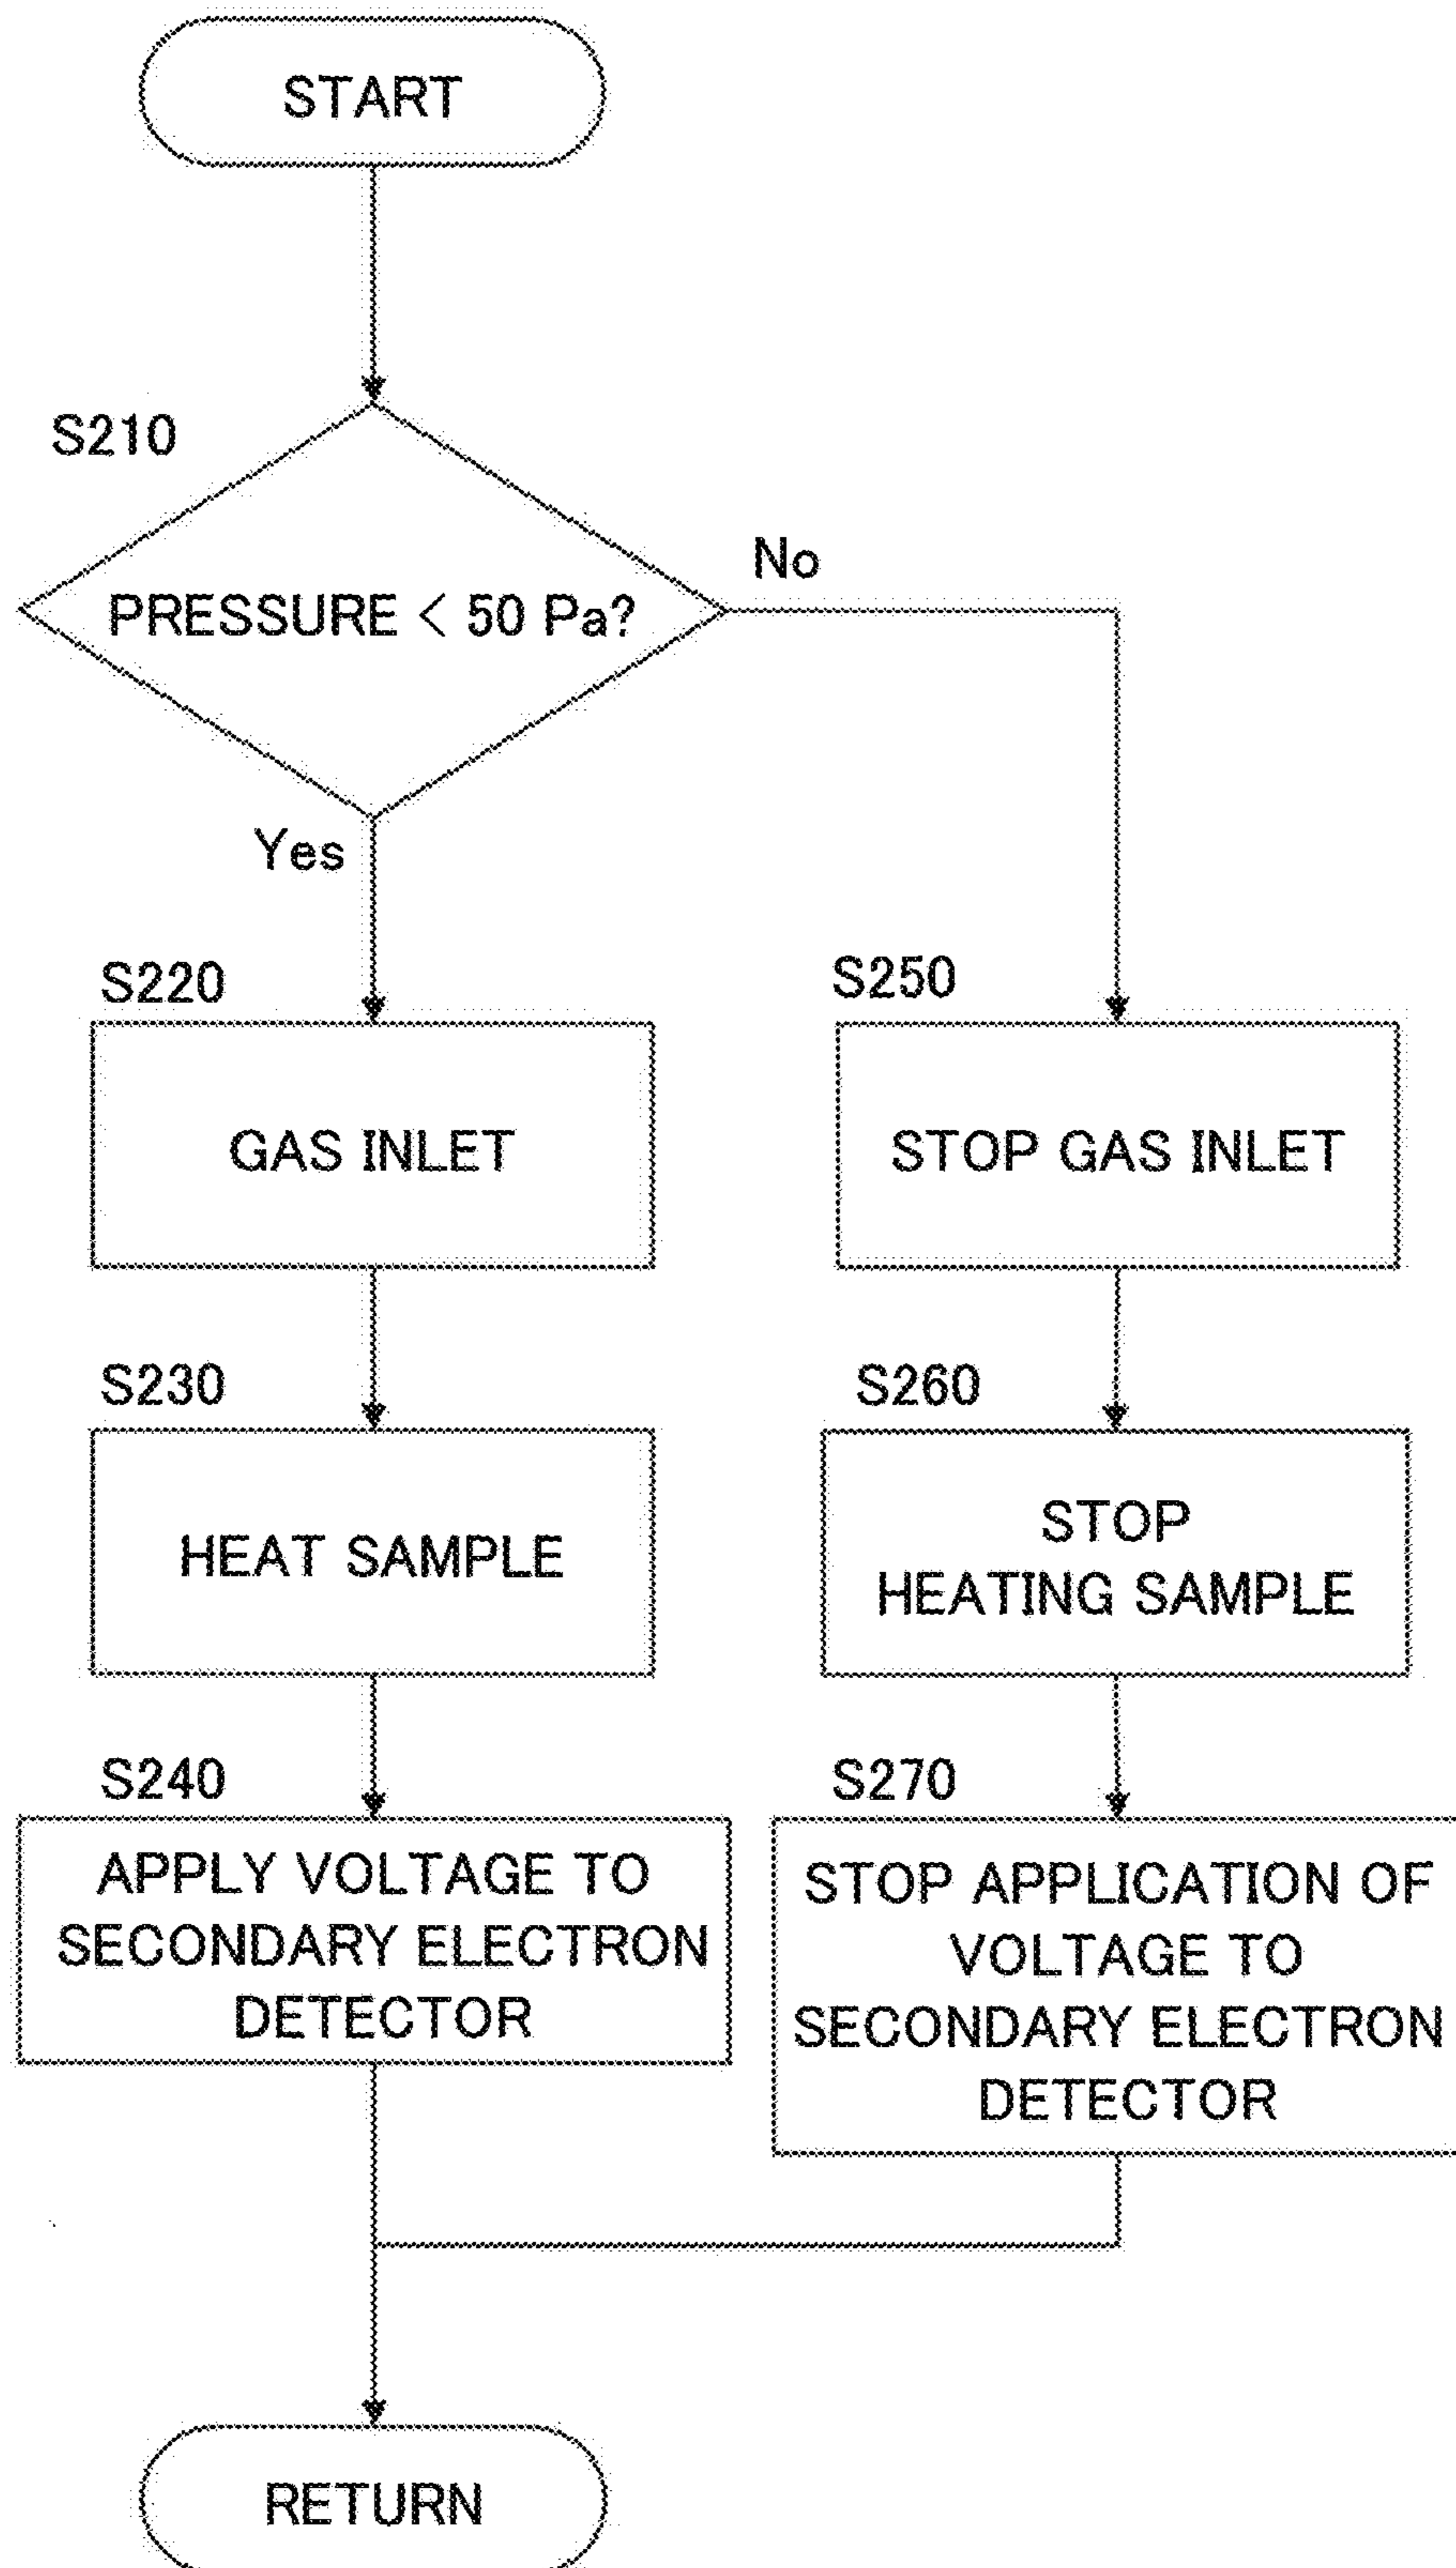 START
S210
PRESSURE < 50 Pa?
No
Yes
S220
GAS INLET
S230
HEAT SAMPLE
S240
APPLY VOLTAGE TO
SECONDARY ELECTRON
DETECTOR
S250
STOP GAS INLET
S260
STOP
HEATING SAMPLE
S270
STOP APPLICATION OF
VOLTAGE TO
SECONDARY ELECTRON
DETECTOR
RETURN